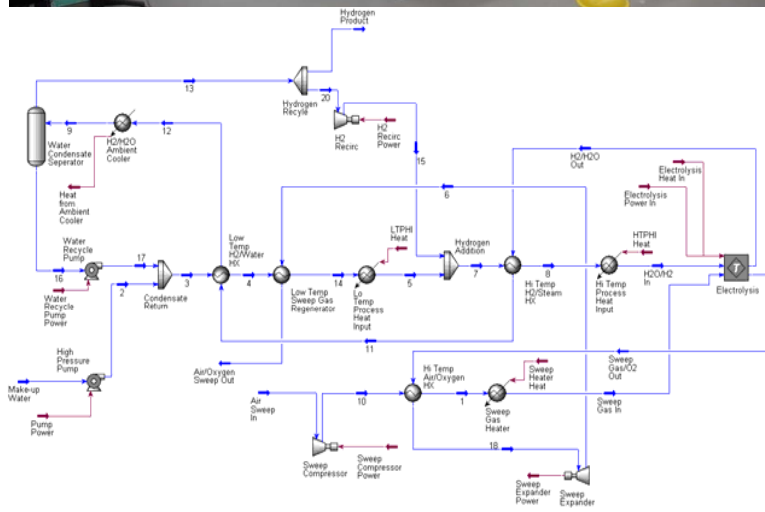 Hydrogen
Product
13
Hydrogen
Recyle
20
H2
Recirc
H2
Recirc
Power
15
9
12
Water
Condensate
Seperator
H2/H2O
Ambient
Cooler
Heat
from
Ambient
Cooler
H2/H2O
Out
Electrolysis
Heat In
Electrolysis
Power In
6
Low
Temp
H2/Water
HX
LTPHI
Heat
Hydrogen
Addition
HTPHI
Heat
Water
Recycle
Pump
17
16
2
Water
Recycle
Pump
Power
Condensate
Return
3
4
Low Temp
Sweep Gas
Regenerator
14
Lo
Temp
Process
Heat
Input
5
7
Hi Temp
H2/Steam
HX
8
Hi Temp
Process
Heat
Input
H2O/H2
In
T
Electrolysis
11
High
Pressure
Pump
Make-up
Water
Pump
Power
Air/Oxygen
Sweep Out
Air
Sweep
In
10
Hi Temp
Air/Oxygen
HX
1
Sweep
Heater
Heat
Sweep
Gas/O2
Out
Sweep
Gas
Heater
Sweep
Gas In
Sweep
Compressor
Sweep
Compressor
Power
18
Sweep
Expander
Power
Sweep
Expander